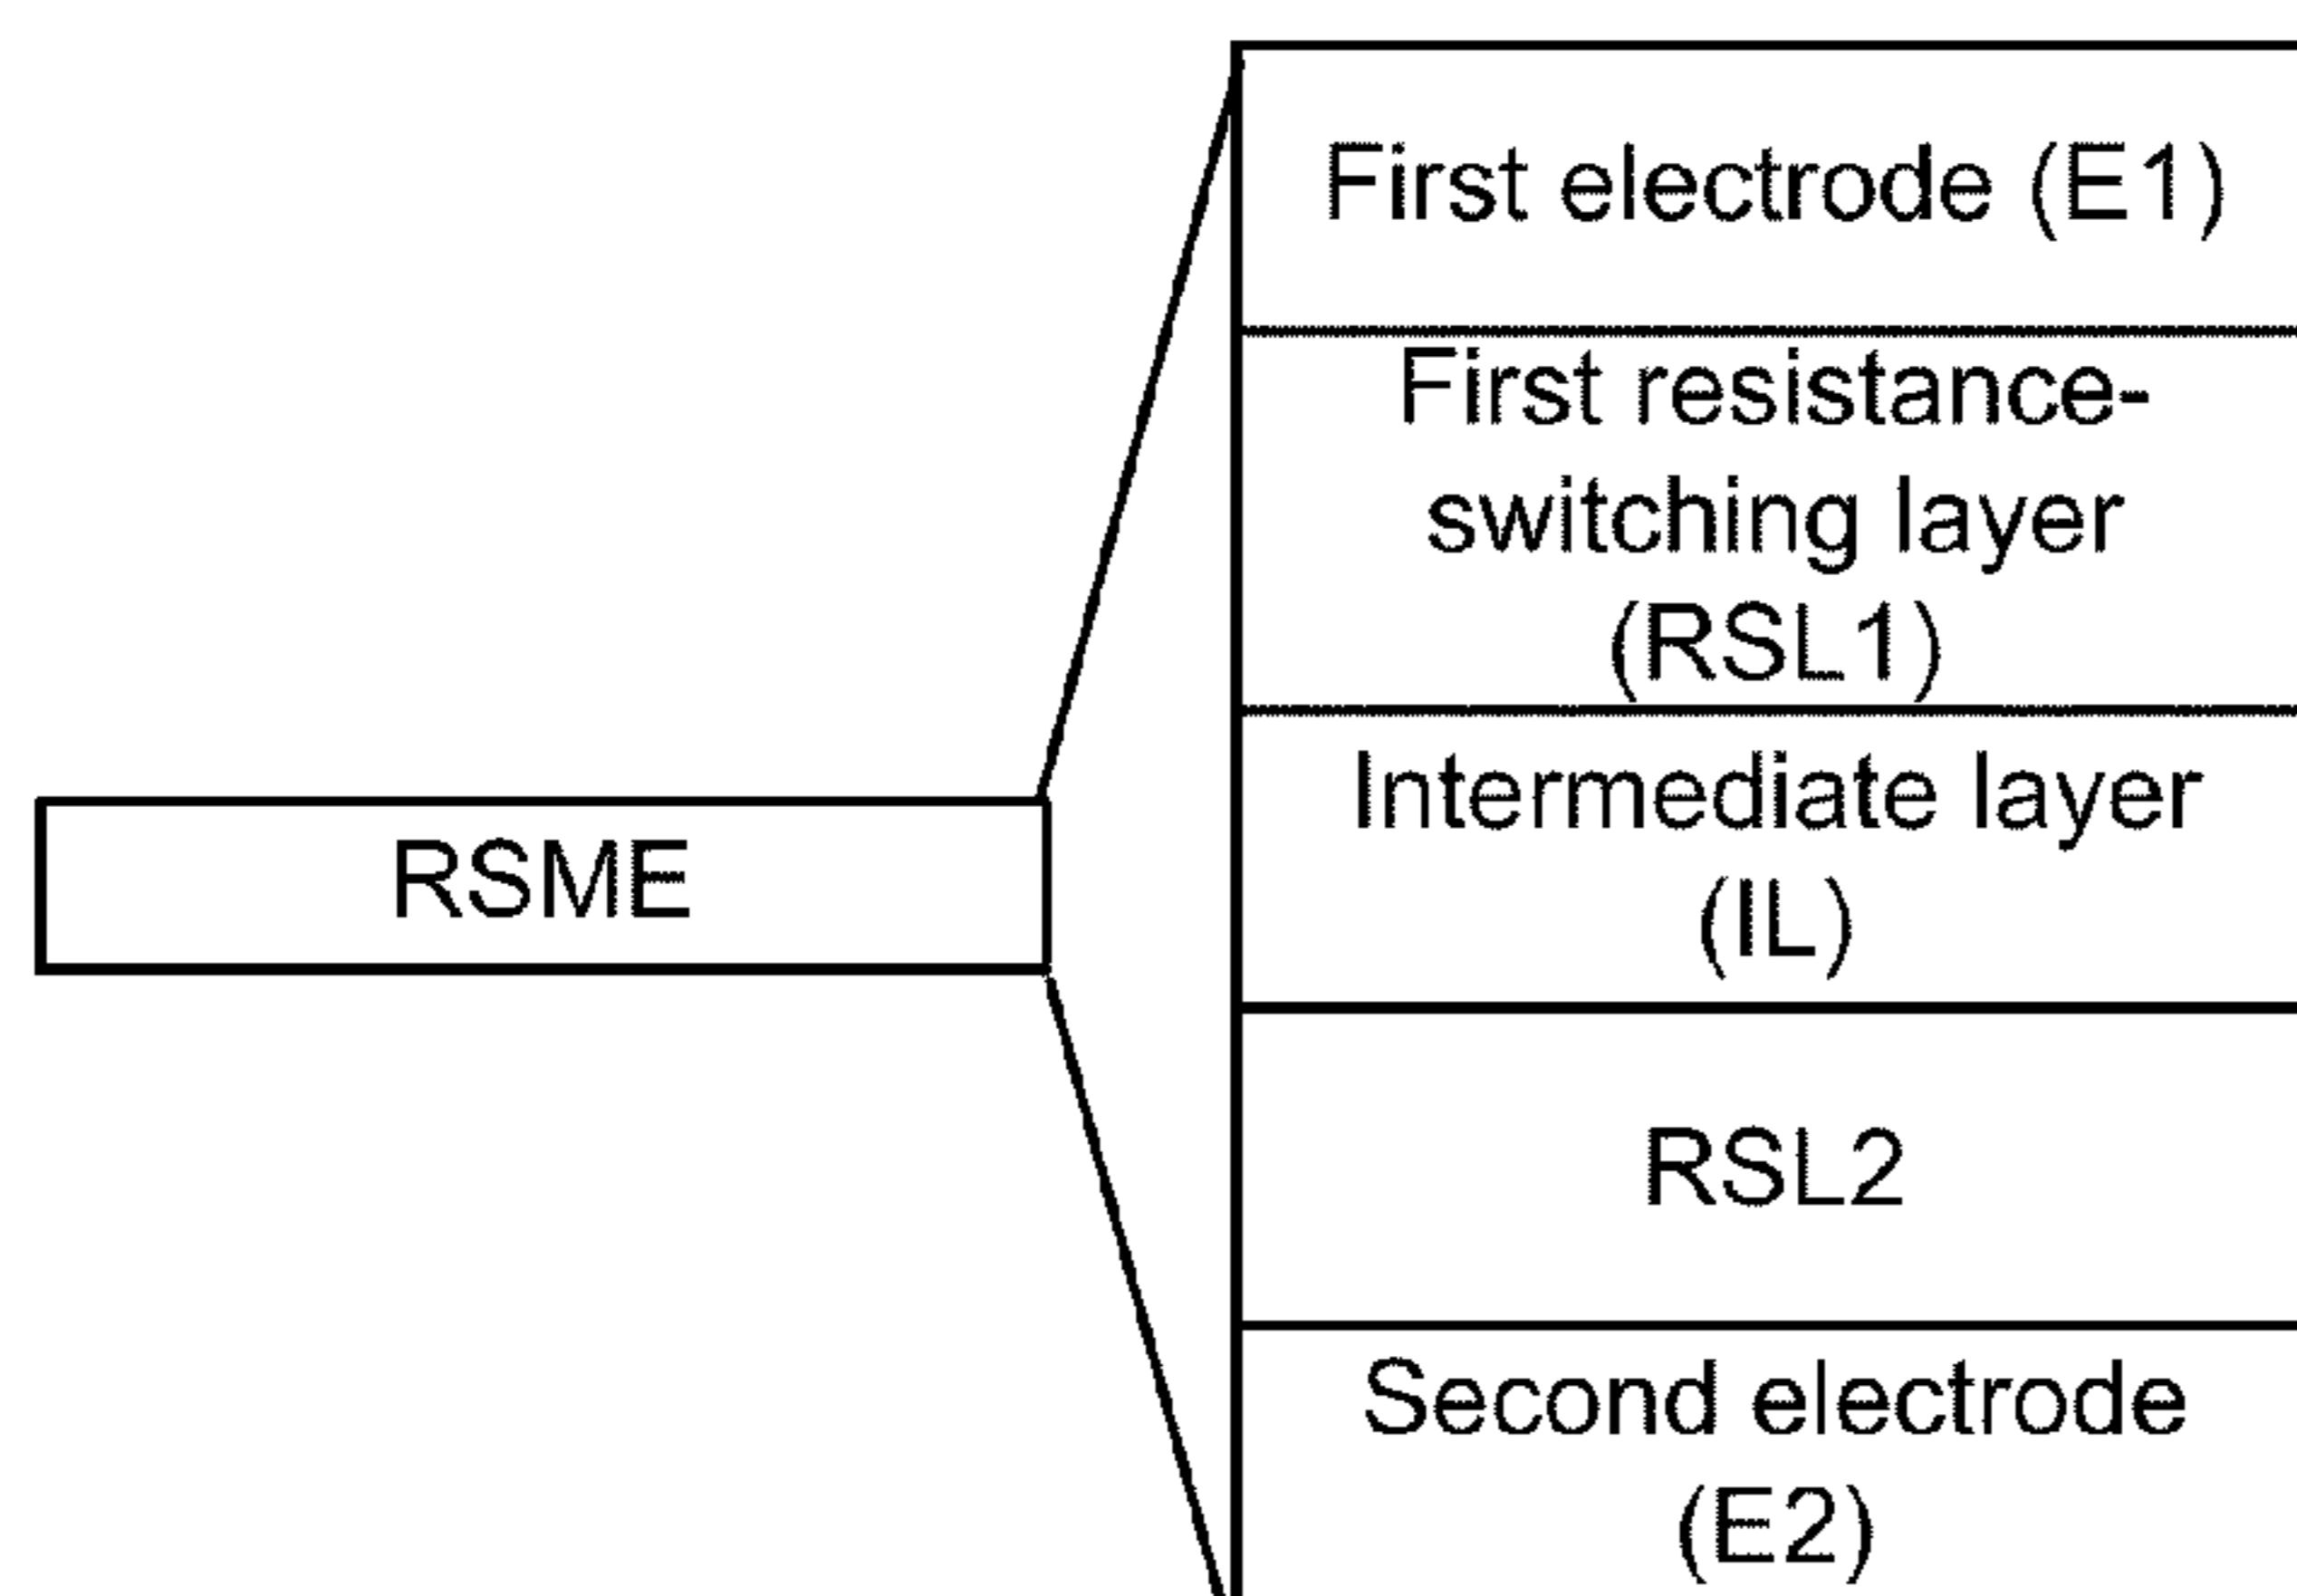 First electrode (E1)
First resistance-
switching layer
(RSL1)
Intermediate layer
(IL)
RSME
RSL2
Second electrode
(E2)